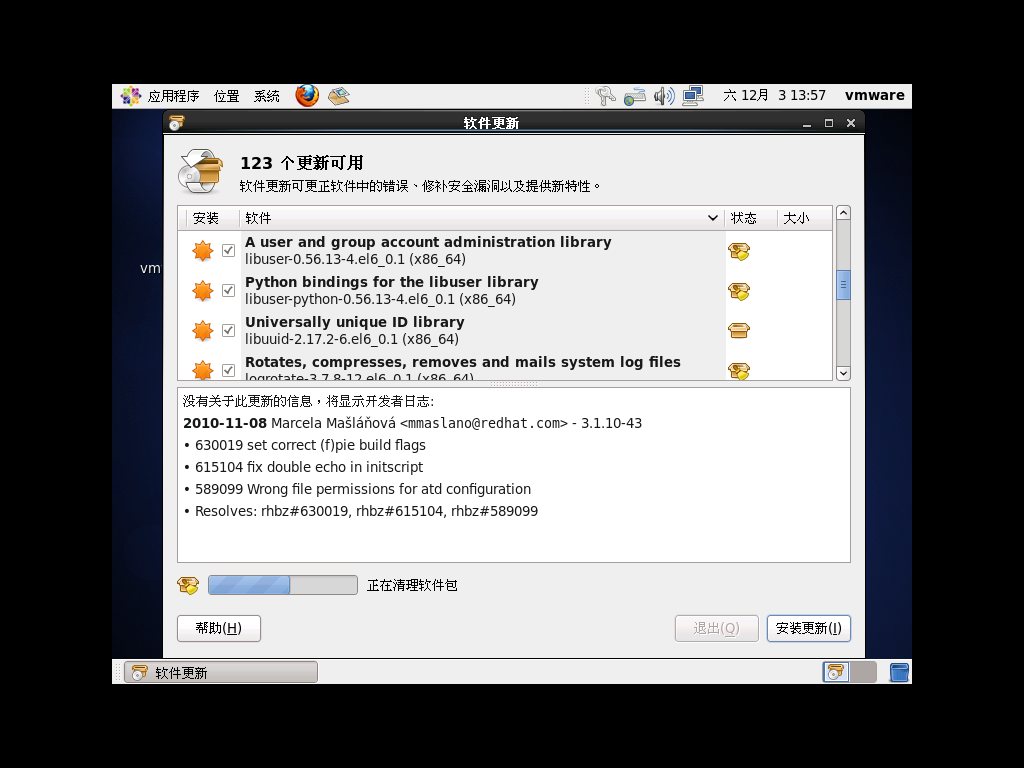 应用程序 位置 系统 六 12月 3 13:57 vmware
软件更新
123 个更新可用
软件更新可更正软件中的错误、修补安全漏洞以及提供新特性。
安装 软件 状态 大小
A user and group account administration library
libuser-0.56.13-4.el6_0.1 (x86_64)
Python bindings for the libuser library
libuser-python-0.56.13-4.el6_0.1 (x86_64)
Universally unique ID library
libuuid-2.17.2-6.el6_0.1 (x86_64)
Rotates, compresses, removes and mails system log files
logrotate-3.7.8-12.el6_0.1 (x86_64)
vm
没有关于此更新的信息，将显示开发者日志:
2010-11-08 Marcela Mašláňová <mmaslano@redhat.com> - 3.1.10-43
• 630019 set correct (f)pie build flags
• 615104 fix double echo in initscript
• 589099 Wrong file permissions for atd configuration
• Resolves: rhbz#630019, rhbz#615104, rhbz#589099
正在清理软件包
帮助(H) 退出(Q) 安装更新(I)
软件更新